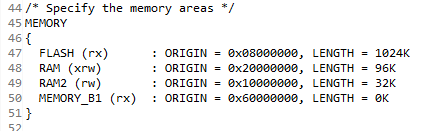 44 /* Specify the memory areas */
45 MEMORY
46 {
47   FLASH (rx)      : ORIGIN = 0x08000000, LENGTH = 1024K
48   RAM (xrw)       : ORIGIN = 0x20000000, LENGTH = 96K
49   RAM2 (rw)       : ORIGIN = 0x10000000, LENGTH = 32K
50   MEMORY_B1 (rx)  : ORIGIN = 0x60000000, LENGTH = 0K
51 }
52